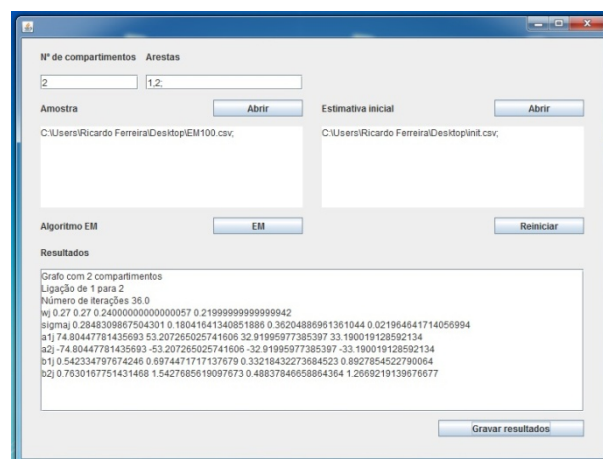 Nº de compartimentos Arestas
2 1,2;
Amostra Abrir Estimativa inicial Abrir
C:\Users\Ricardo Ferreira\Desktop\EM100.csv; C:\Users\Ricardo Ferreira\Desktop\init.csv;
Algoritmo EM EM Reiniciar
Resultados
Grafo com 2 compartimentos
Ligação de 1 para 2
Número de iterações 36.0
wj 0.27 0.27 0.24000000000000057 0.21999999999999942
sigmaj 0.2848309867504301 0.18041641340851886 0.36204886961361044 0.021964641714056994
a1j 74.80447781435693 53.207265025741606 32.91995977385397 33.190019128592134
a2j -74.80447781435693 -53.207265025741606 -32.91995977385397 -33.190019128592134
b1j 0.542334797674246 0.6974471717137679 0.33218432273684523 0.8927854522790064
b2j 0.7630167751431468 1.5427685619097673 0.48837846658864364 1.2669219139676677
Gravar resultados